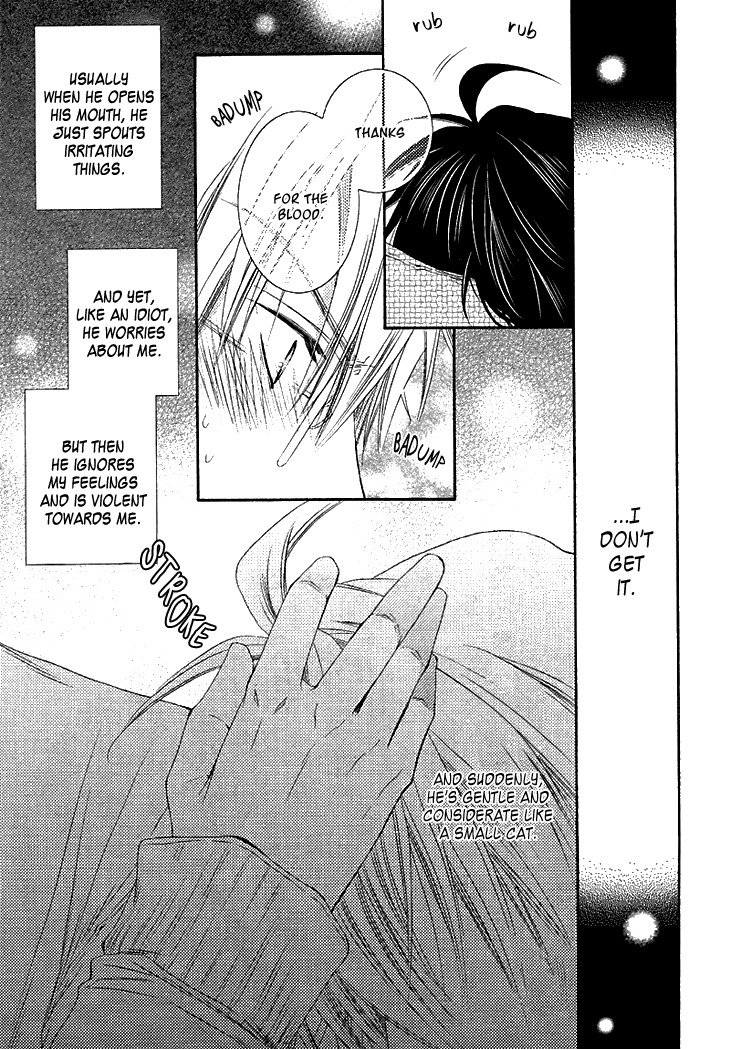 rub
rub
THANKS
FOR THE
BLOOD.
BADUMP
BADUMP
USUALLY
WHEN HE OPENS
HIS MOUTH, HE
JUST SPOUTS
IRRITATING
THINGS.
AND YET,
LIKE AN IDIOT,
HE WORRIES
ABOUT ME.
BUT THEN
HE IGNORES
MY FEELINGS
AND IS VIOLENT
TOWARDS ME.
STROKE
AND SUDDENLY,
HE'S GENTLE AND
CONSIDERATE LIKE
A SMALL CAT.
...I
DON'T
GET
IT.